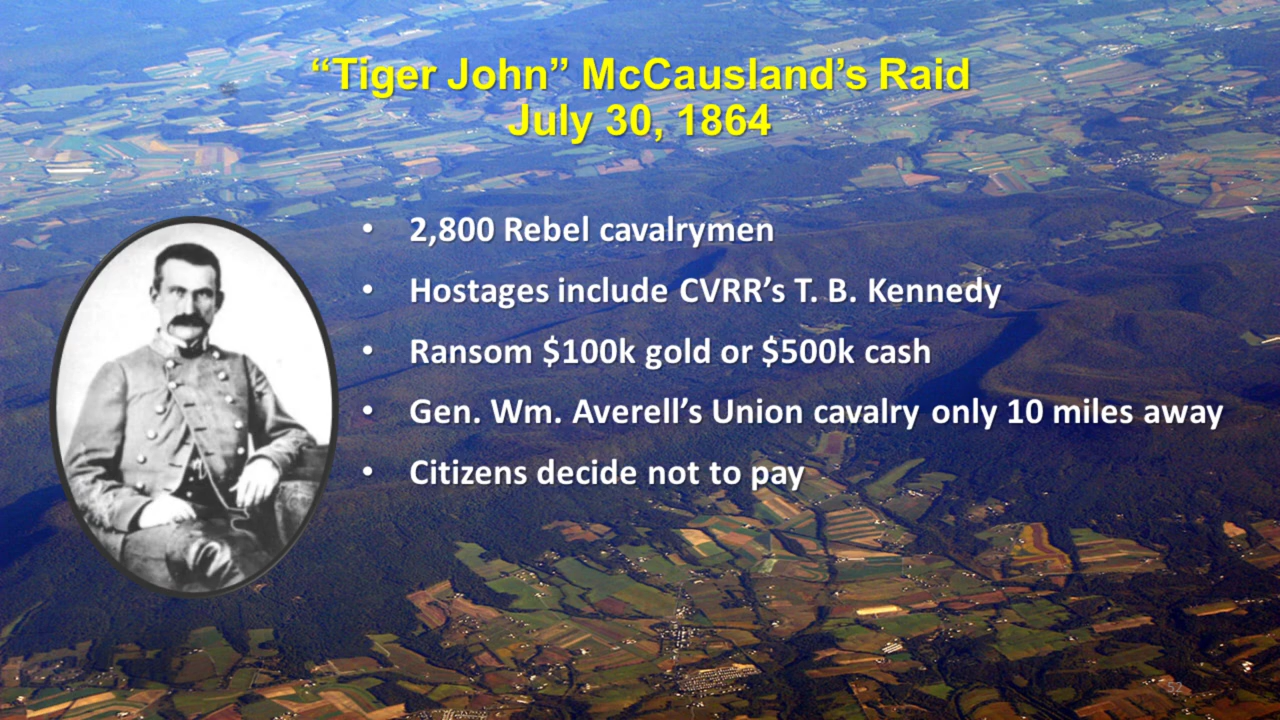 “Tiger John” McCausland’s Raid
July 30, 1864
• 2,800 Rebel cavalrymen
• Hostages include CVRR’s T. B. Kennedy
• Ransom $100k gold or $500k cash
• Gen. Wm. Averell’s Union cavalry only 10 miles away
• Citizens decide not to pay
52